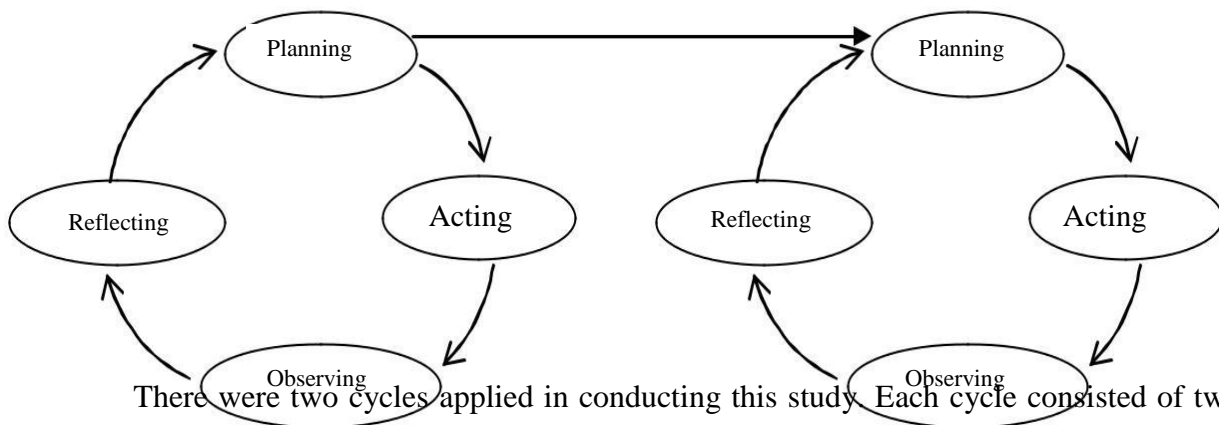 Planning
Planning
Reflecting
Acting
Reflecting
Acting
Observing
Observing
There were two cycles applied in conducting this study. Each cycle consisted of tw